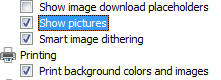 Show image download placeholders
Show pictures
Smart image dithering
Printing
Print background colors and images